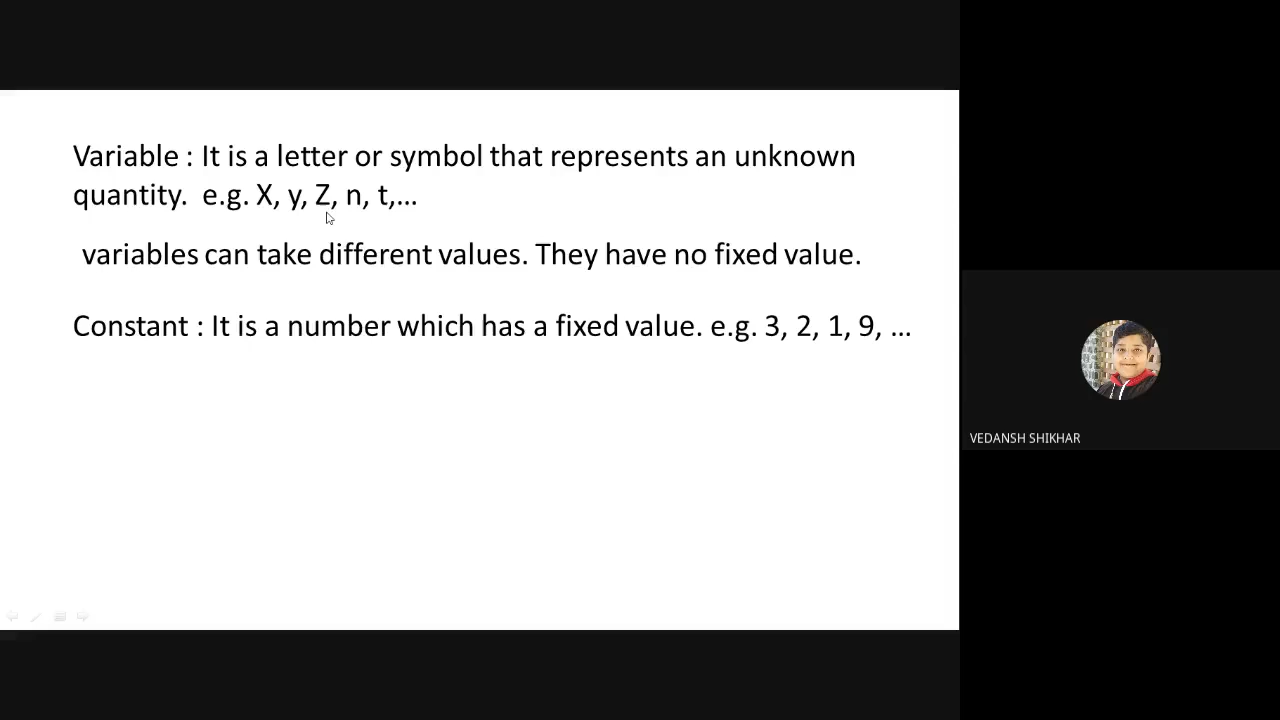 Variable : It is a letter or symbol that represents an unknown
quantity.  e.g. X, y, Z, n, t,...
variables can take different values. They have no fixed value.
Constant : It is a number which has a fixed value. e.g. 3, 2, 1, 9, ...
VEDANSH SHIKHAR